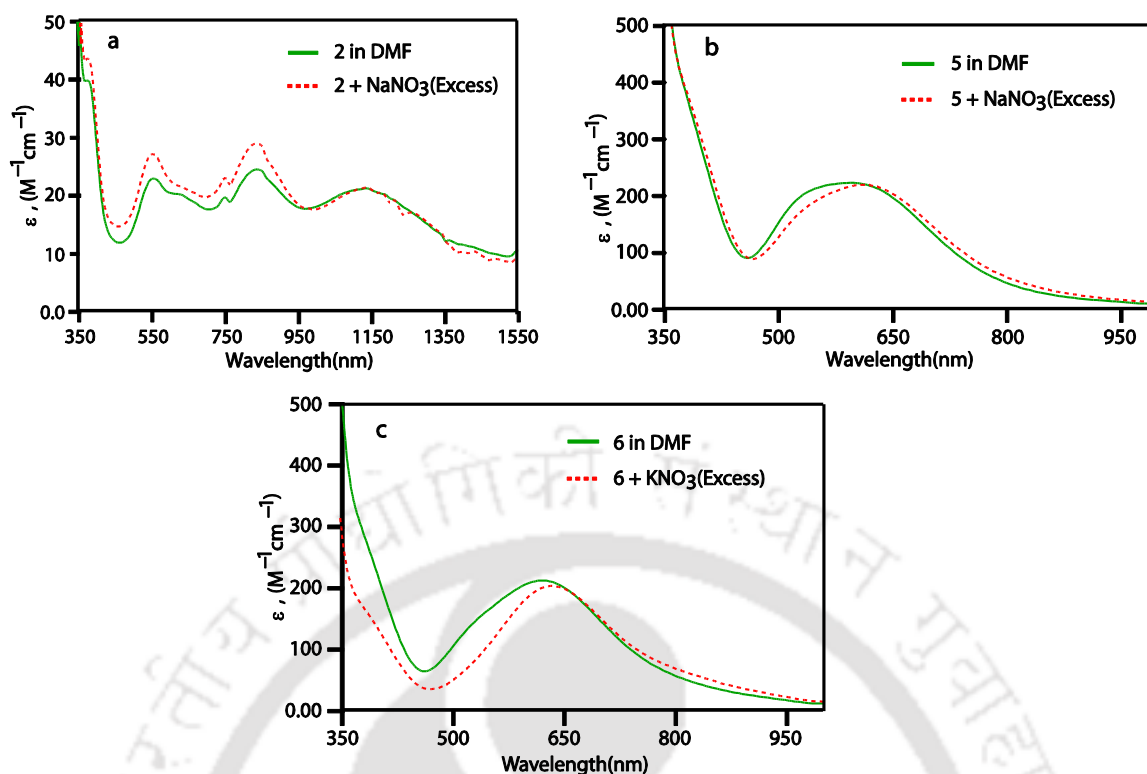 a
2 in DMF
2 + NaNO3(Excess)
ε , (M⁻¹cm⁻¹)
50
40
30
20
10
0.0
350 550 750 950 1150 1350 1550
Wavelength(nm)
b
5 in DMF
5 + NaNO3(Excess)
ε , (M⁻¹cm⁻¹)
500
400
300
200
100
0.00
350 500 650 800 950
Wavelength(nm)
c
6 in DMF
6 + KNO3(Excess)
ε , (M⁻¹cm⁻¹)
500
400
300
200
100
0.00
350 500 650 800 950
Wavelength(nm)